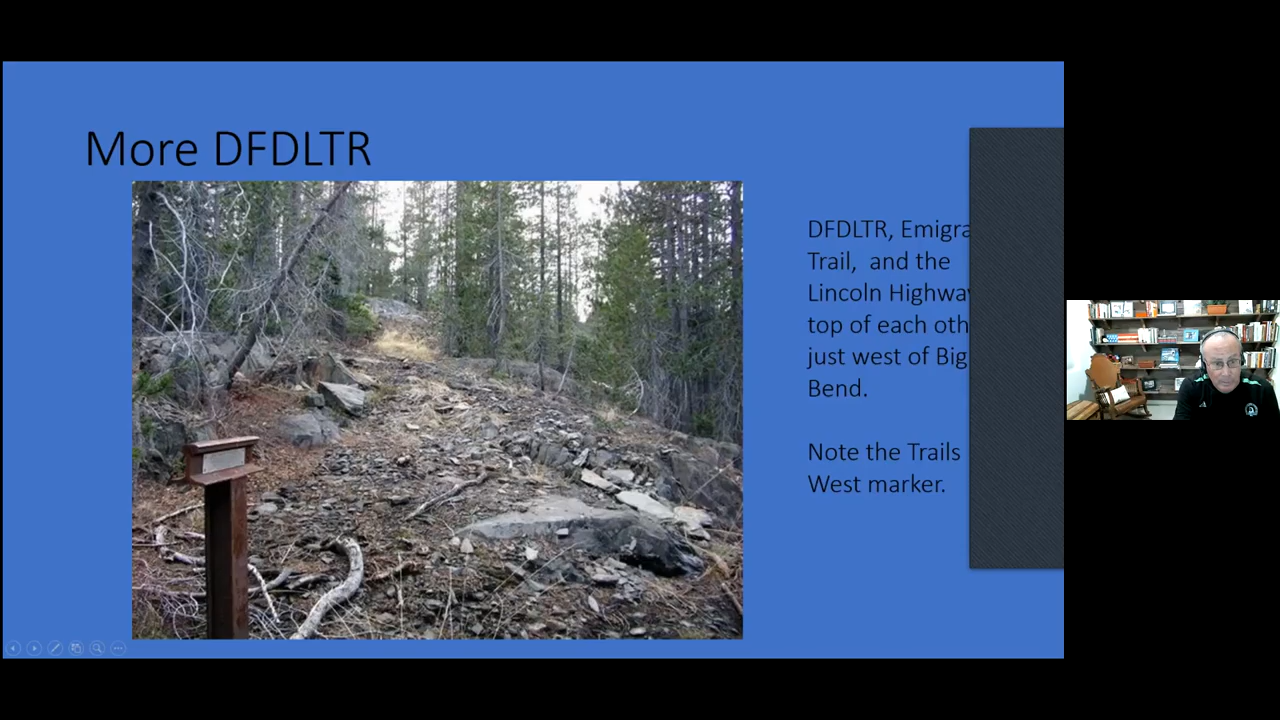 More DFDLTR
DFDLTR, Emigra
Trail, and the
Lincoln Highway
top of each oth
just west of Big
Bend.
Note the Trails
West marker.